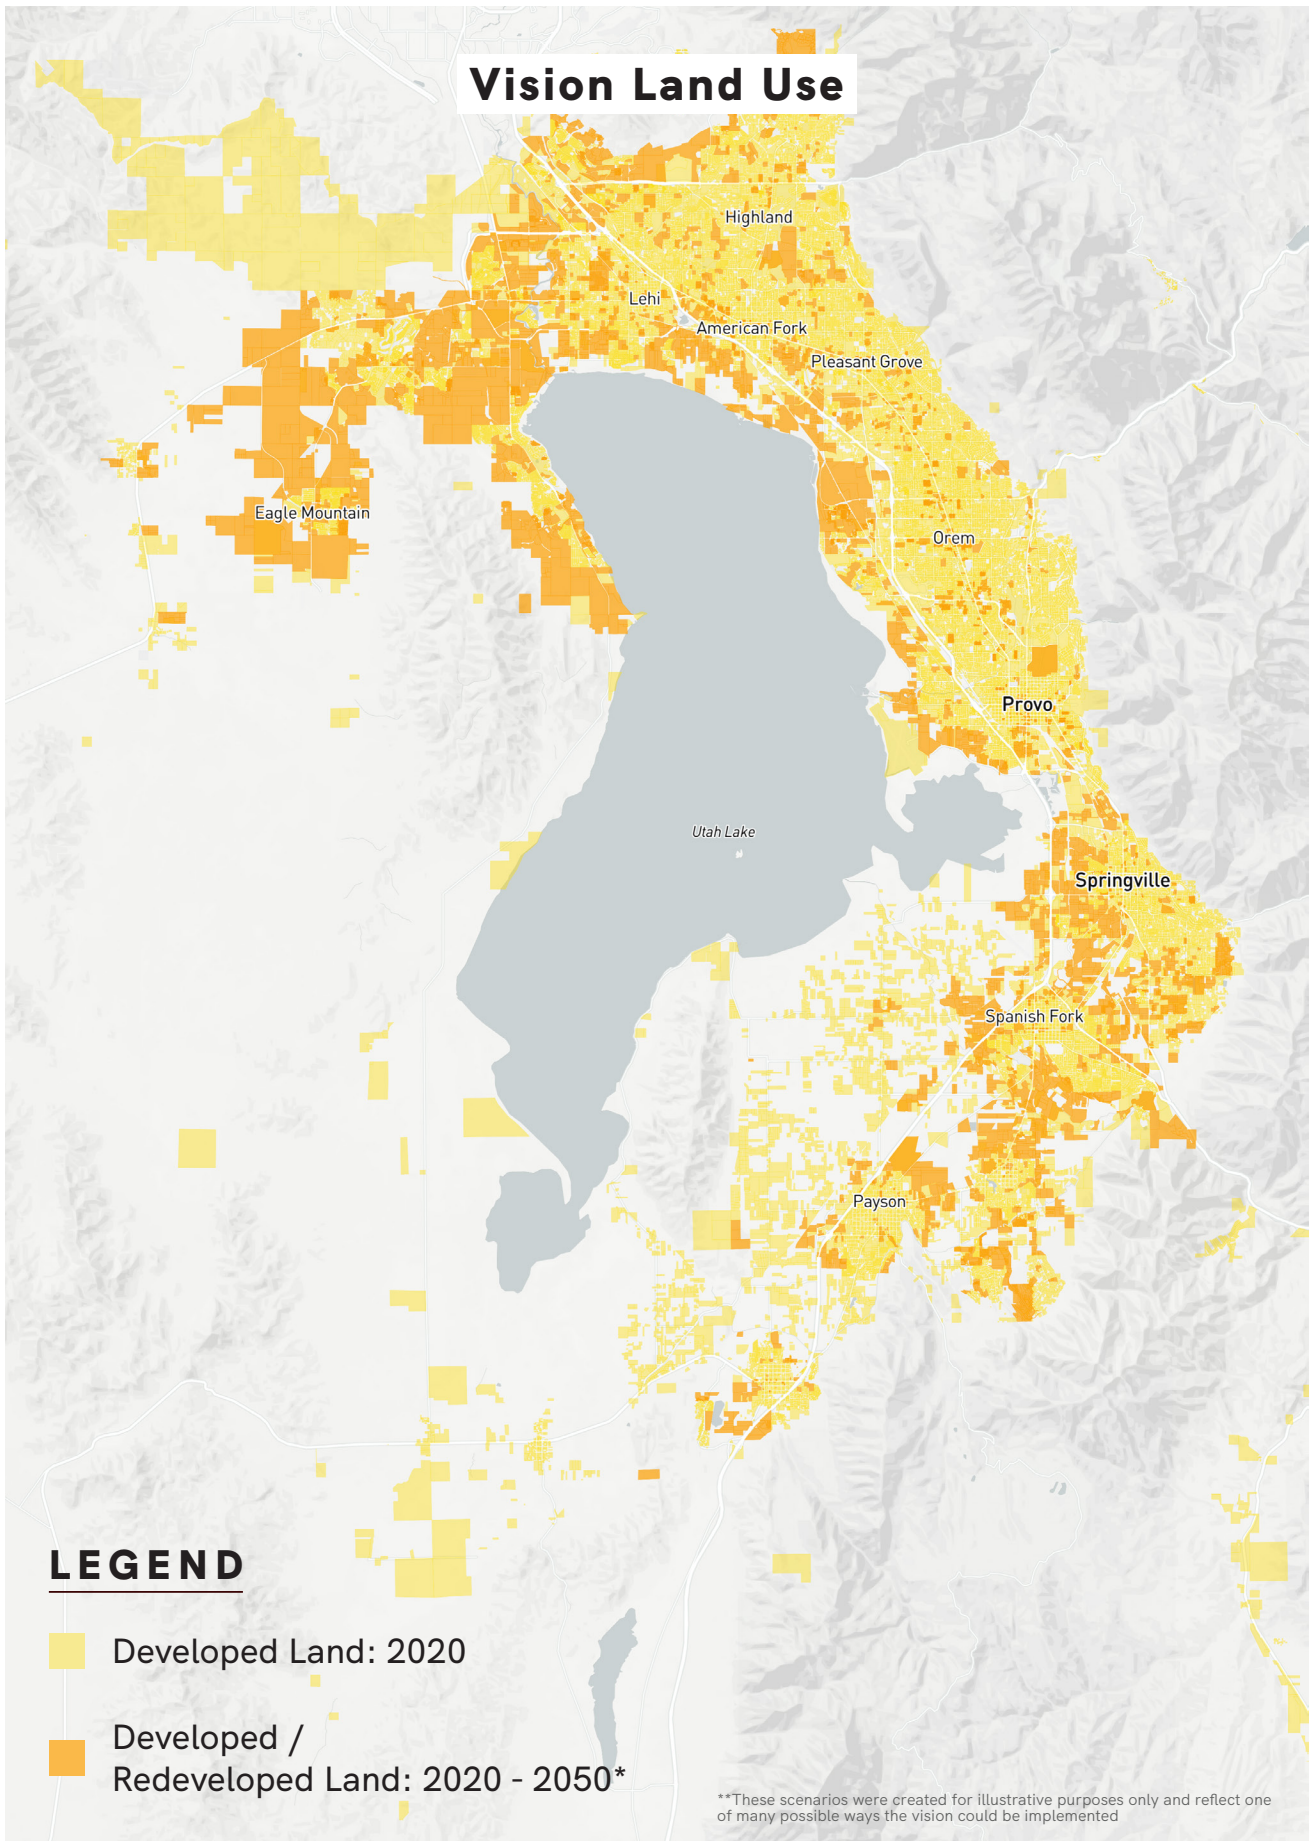 Vision Land Use
Highland
Lehi
American Fork
Pleasant Grove
Eagle Mountain
Orem
Provo
Utah Lake
Springville
Spanish Fork
Payson
LEGEND
Developed Land: 2020
Developed /
Redeveloped Land: 2020 - 2050*
**These scenarios were created for illustrative purposes only and reflect one
of many possible ways the vision could be implemented